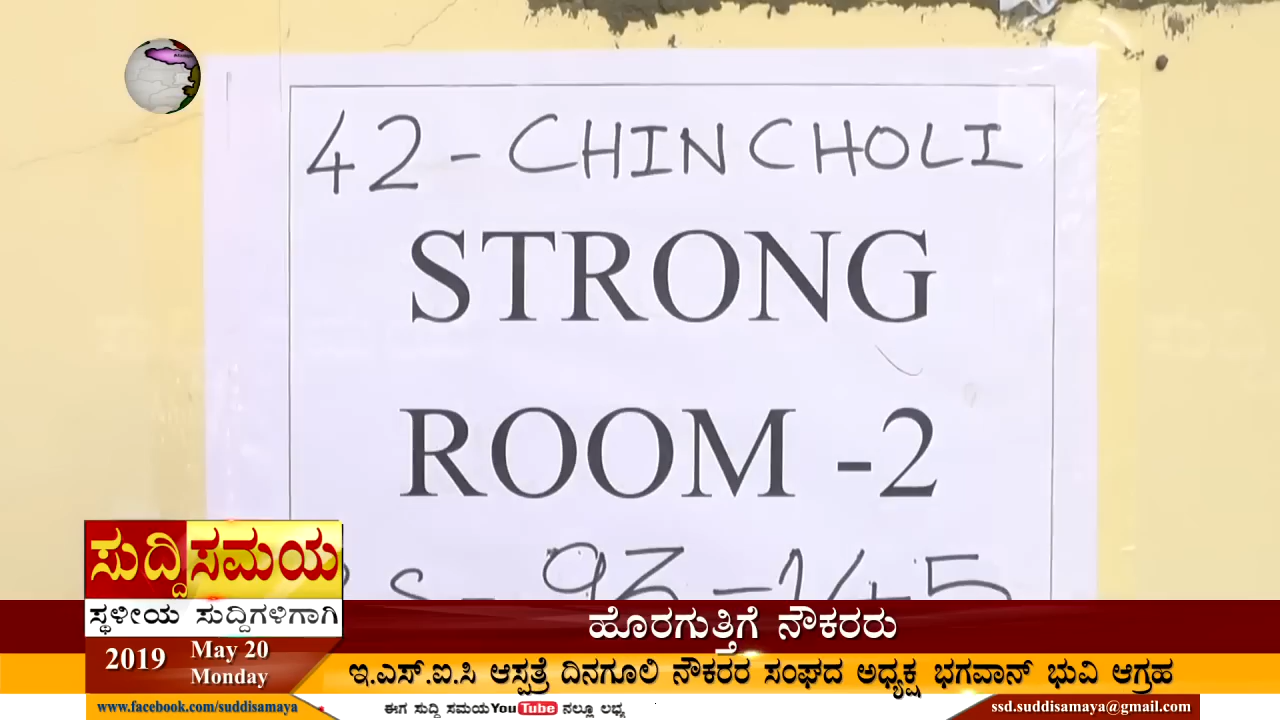 42 - CHINCHOLI
STRONG
ROOM -2
93-145
ಸುದ್ದಿ ಸಮಯ
ಸ್ಥಳೀಯ ಸುದ್ದಿಗಳಿಗಾಗಿ
2019 May 20
Monday
ಹೊರಗುತ್ತಿಗೆ ನೌಕರರು
ಇ.ಎಸ್.ಐ.ಸಿ ಆಸ್ಪತ್ರೆ ದಿನಗೂಲಿ ನೌಕರರ ಸಂಘದ ಅಧ್ಯಕ್ಷ ಭಗವಾನ್ ಭುವಿ ಆಗ್ರಹ
www.facebook.com/suddisamaya
ಈಗ ಸುದ್ದಿ ಸಮಯ YouTube ನಲ್ಲೂ ಲಭ್ಯ
ssd.suddisamaya@gmail.com